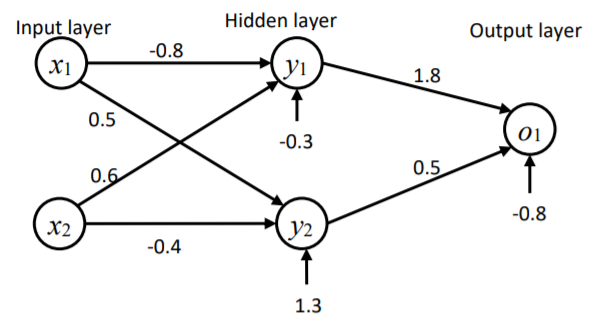 Input layer
Hidden layer
Output layer
-0.8
x1
y1
1.8
0.5
-0.3
o1
0.6
0.5
x2
y2
-0.8
-0.4
1.3